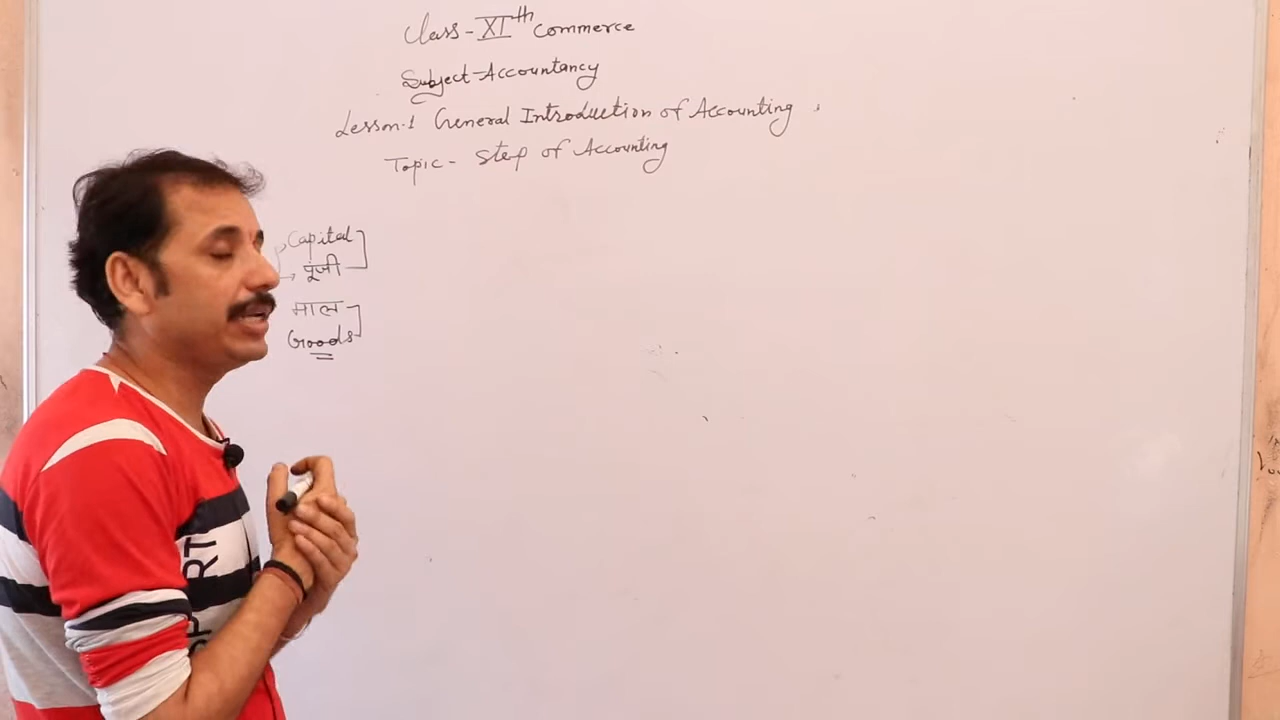 Class - XIth Commerce
Subject - Accountancy
Lesson.1 General Introduction of Accounting
Topic - Step of Accounting
Capital
पूंजी
माल
Goods